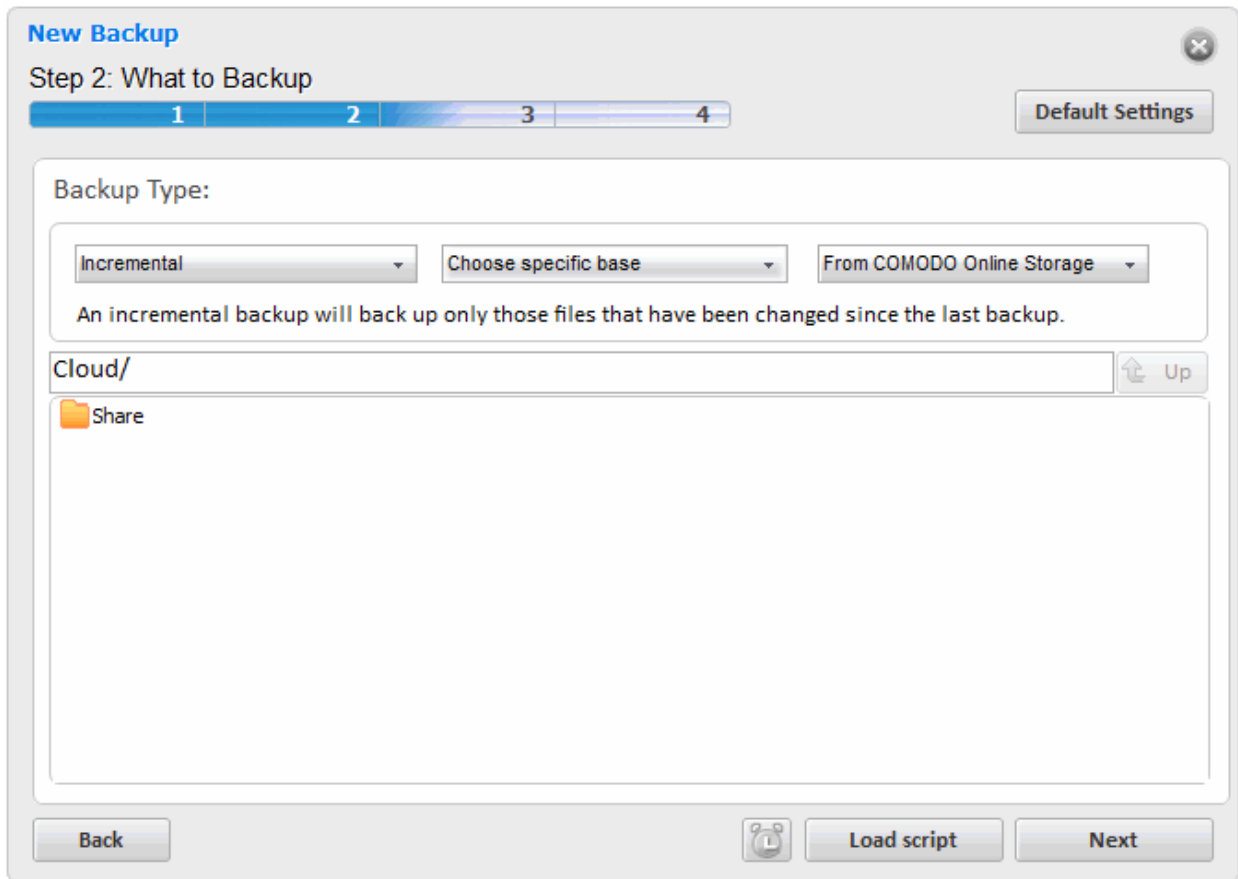 New Backup
Step 2: What to Backup
1 2 3 4
Default Settings
Backup Type:
Incremental Choose specific base From COMODO Online Storage
An incremental backup will back up only those files that have been changed since the last backup.
Cloud/ Up
Share
Back Load script Next